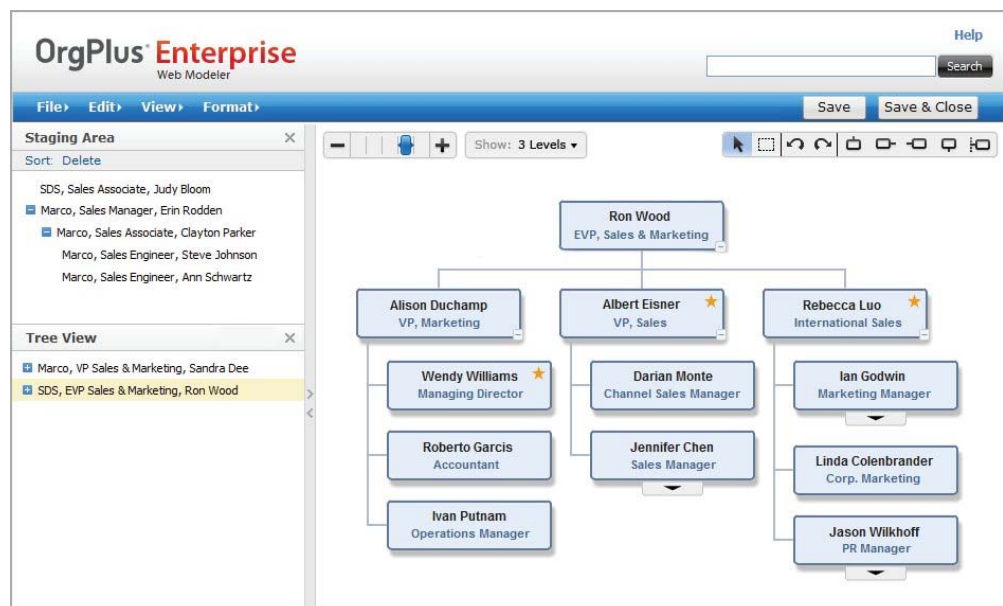 Help
OrgPlus® Enterprise
Web Modeler
Search
File Edit View Format Save Save & Close
Staging Area
Sort: Delete
SDS, Sales Associate, Judy Bloom
Marco, Sales Manager, Erin Rodden
Marco, Sales Associate, Clayton Parker
Marco, Sales Engineer, Steve Johnson
Marco, Sales Engineer, Ann Schwartz
Tree View
Marco, VP Sales & Marketing, Sandra Dee
SDS, EVP Sales & Marketing, Ron Wood
Show: 3 Levels
Ron Wood
EVP, Sales & Marketing
Alison Duchamp
VP, Marketing
Albert Eisner
VP, Sales
Rebecca Luo
International Sales
Wendy Williams
Managing Director
Roberto Garcis
Accountant
Ivan Putnam
Operations Manager
Darian Monte
Channel Sales Manager
Jennifer Chen
Sales Manager
Ian Godwin
Marketing Manager
Linda Colenbrander
Corp. Marketing
Jason Wilkhoff
PR Manager